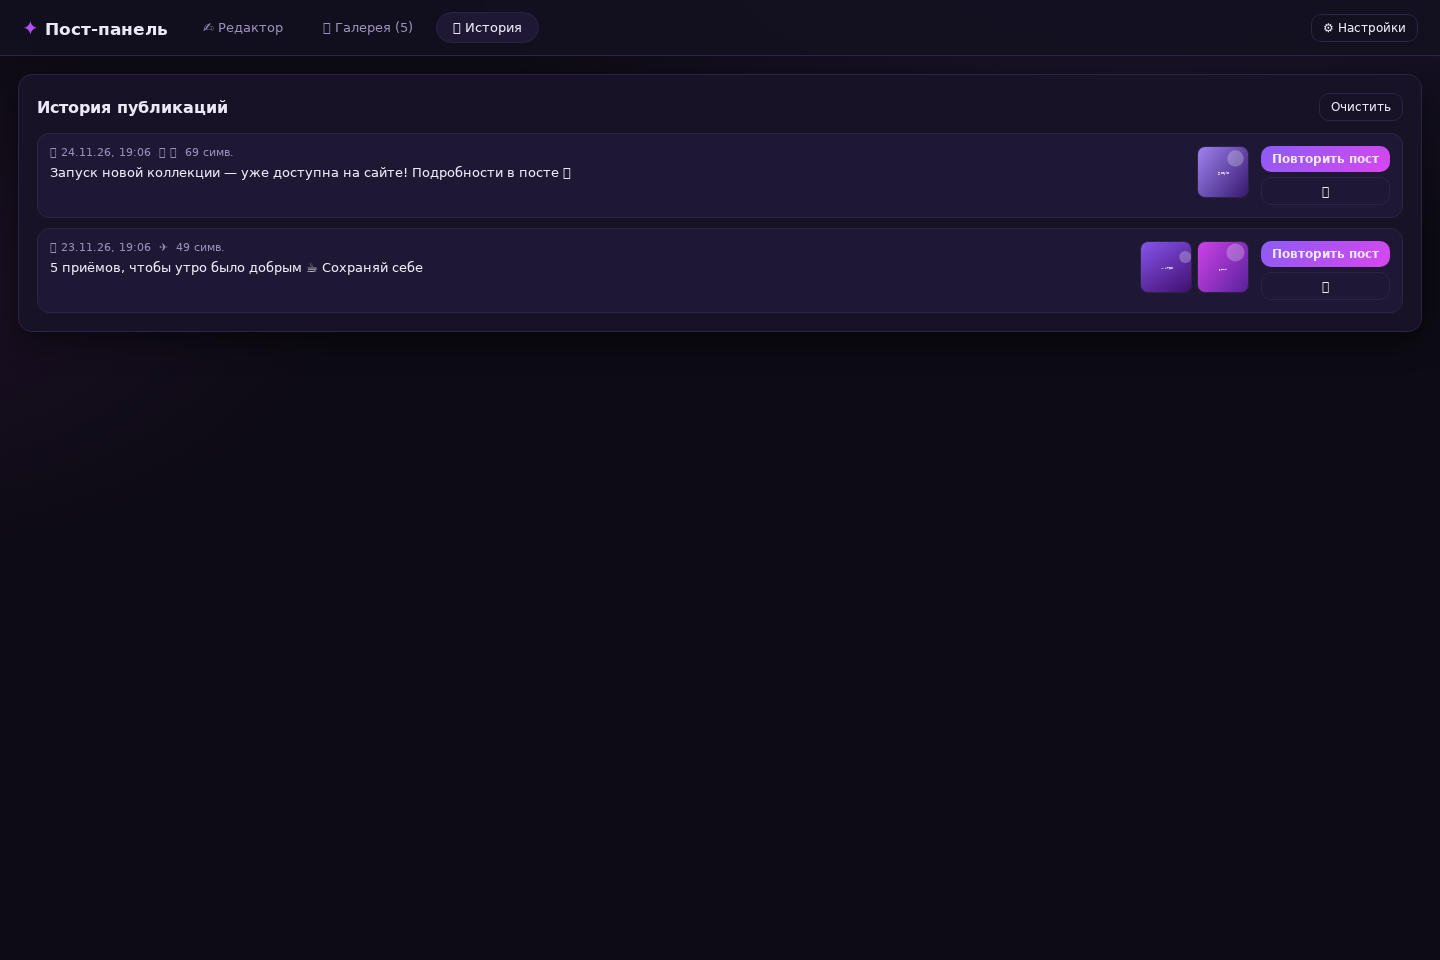 ✦ Пост-панель
✍ Редактор
Галерея (5)
История
⚙ Настройки
История публикаций
Очистить
24.11.26, 19:06 69 симв.
Запуск новой коллекции — уже доступна на сайте! Подробности в посте
Повторить пост
23.11.26, 19:06 ✈ 49 симв.
5 приёмов, чтобы утро было добрым ☕ Сохраняй себе
Повторить пост